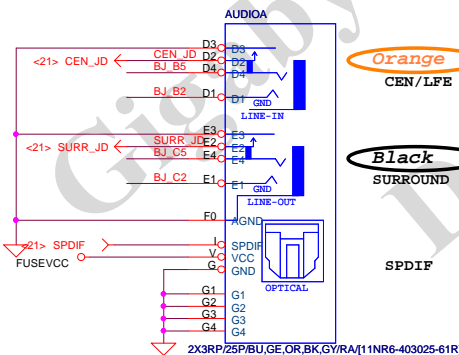 AUDIOA
D3 D3
<21> CEN_JD CEN_JD D2 D2
BJ_B5 D4 D4
BJ_B2 D1 D1
GND
LINE-IN
Orange
CEN/LFE
E3 E3
<21> SURR_JD SURR_JD E2 E2
BJ_C5 E4 E4
BJ_C2 E1 E1
GND
LINE-OUT
Black
SURROUND
F0 AGND
<21> SPDIF I SPDIF
FUSEVCC V VCC
G GND
OPTICAL
SPDIF
G1 G1
G2 G2
G3 G3
G4 G4
2X3RP/25P/BU,GE,OR,BK,GY/RA/[11NR6-403025-61R
Gigaby